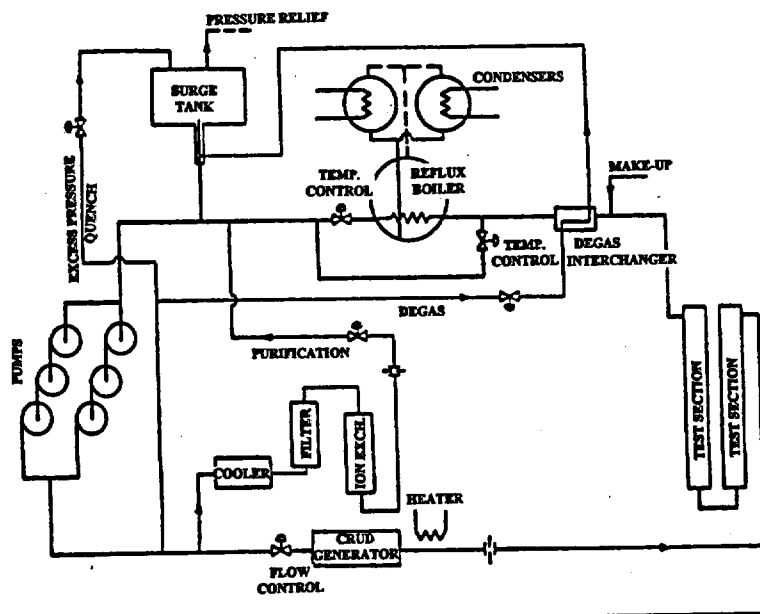 PRESSURE RELIEF
SURGE
TANK
CONDENSERS
EXCESS PRESSURE
QUENCH
TEMP.
CONTROL
REFLUX
BOILER
MAKE-UP
TEMP.
CONTROL
DEGAS
INTERCHANGER
DEGAS
PUMPS
PURIFICATION
COOLER
FILTER
ION EXCH.
HEATER
TEST SECTION
TEST SECTION
CRUD
GENERATOR
FLOW
CONTROL